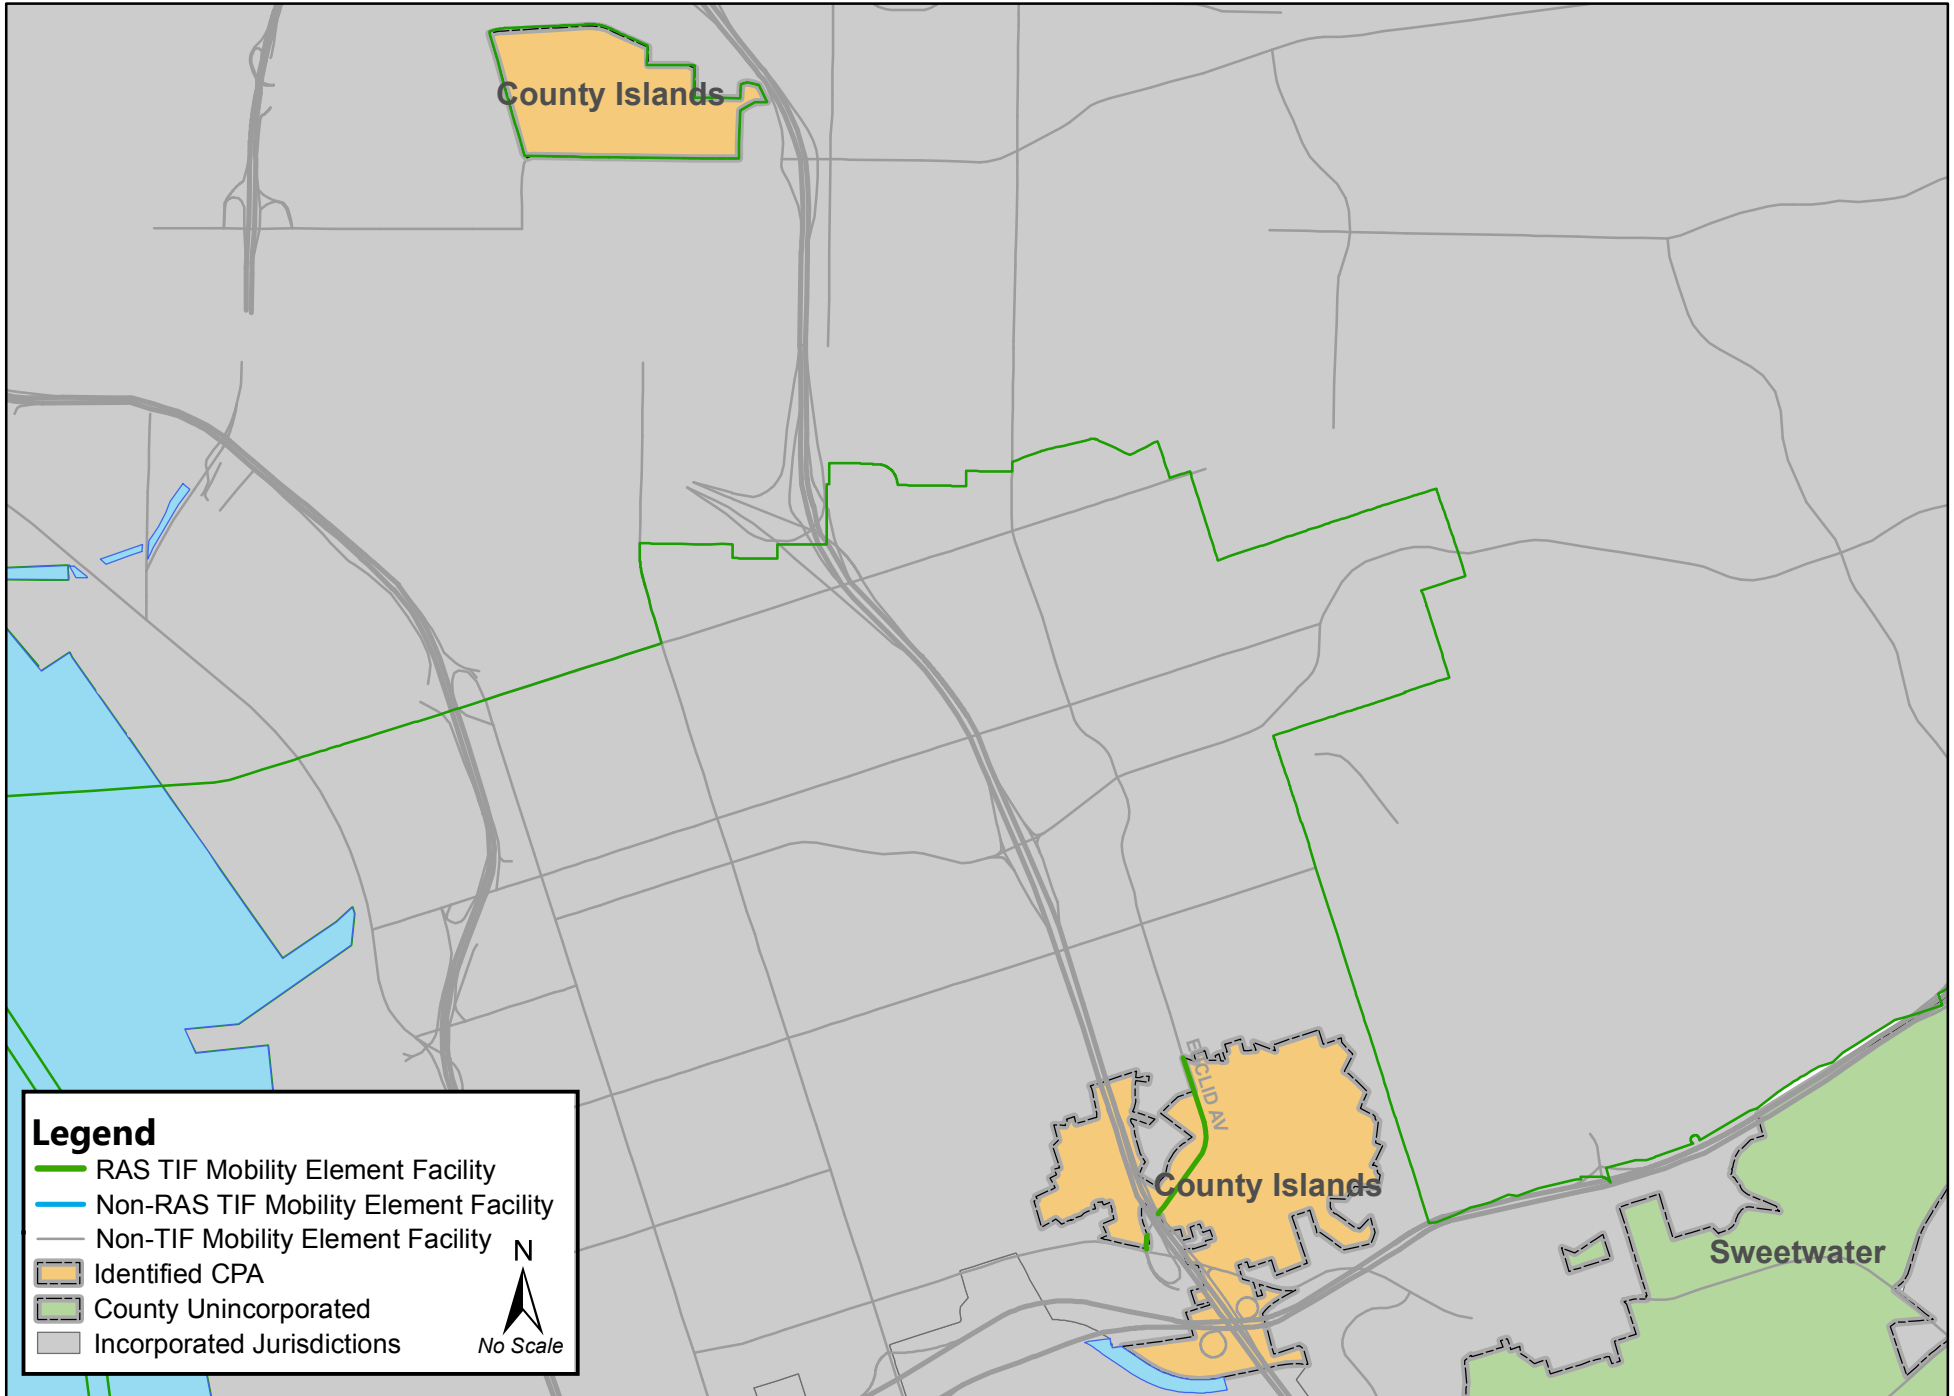 County Islands
EUCLID AV
County Islands
Sweetwater
Legend
RAS TIF Mobility Element Facility
Non-RAS TIF Mobility Element Facility
Non-TIF Mobility Element Facility
Identified CPA
County Unincorporated
Incorporated Jurisdictions
N
No Scale